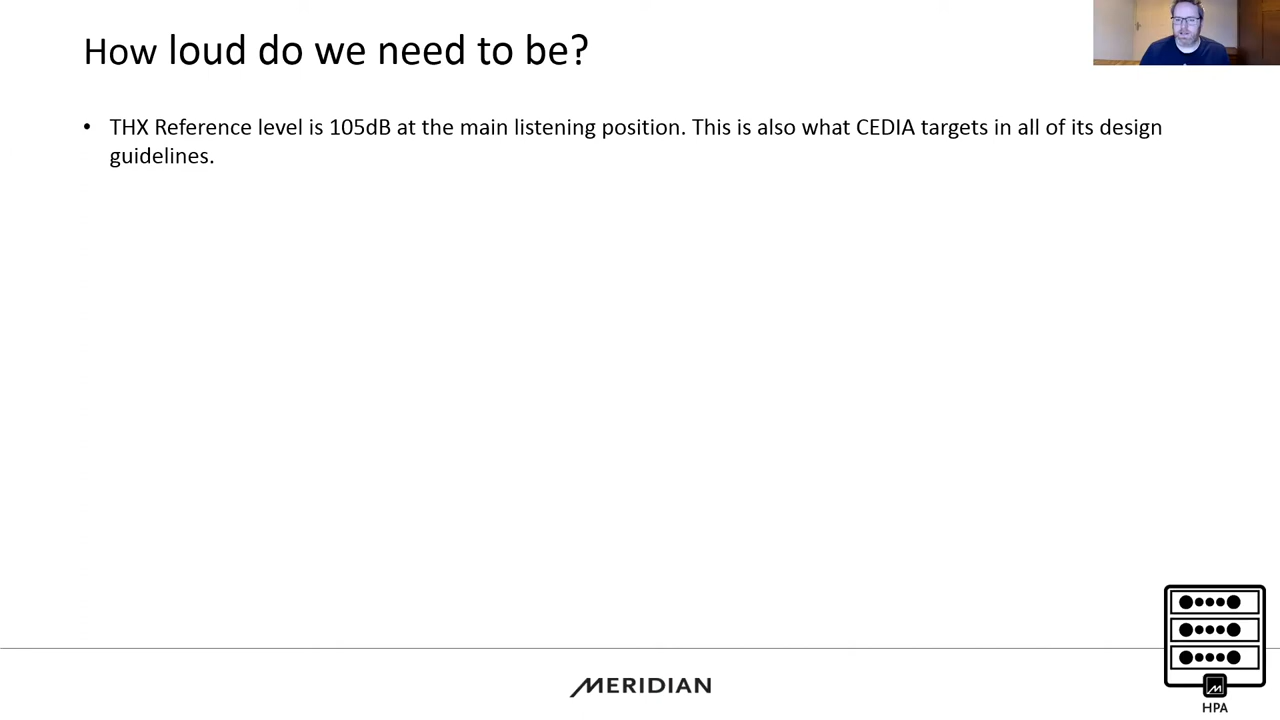 How loud do we need to be?
• THX Reference level is 105dB at the main listening position. This is also what CEDIA targets in all of its design
guidelines.
MERIDIAN
HPA